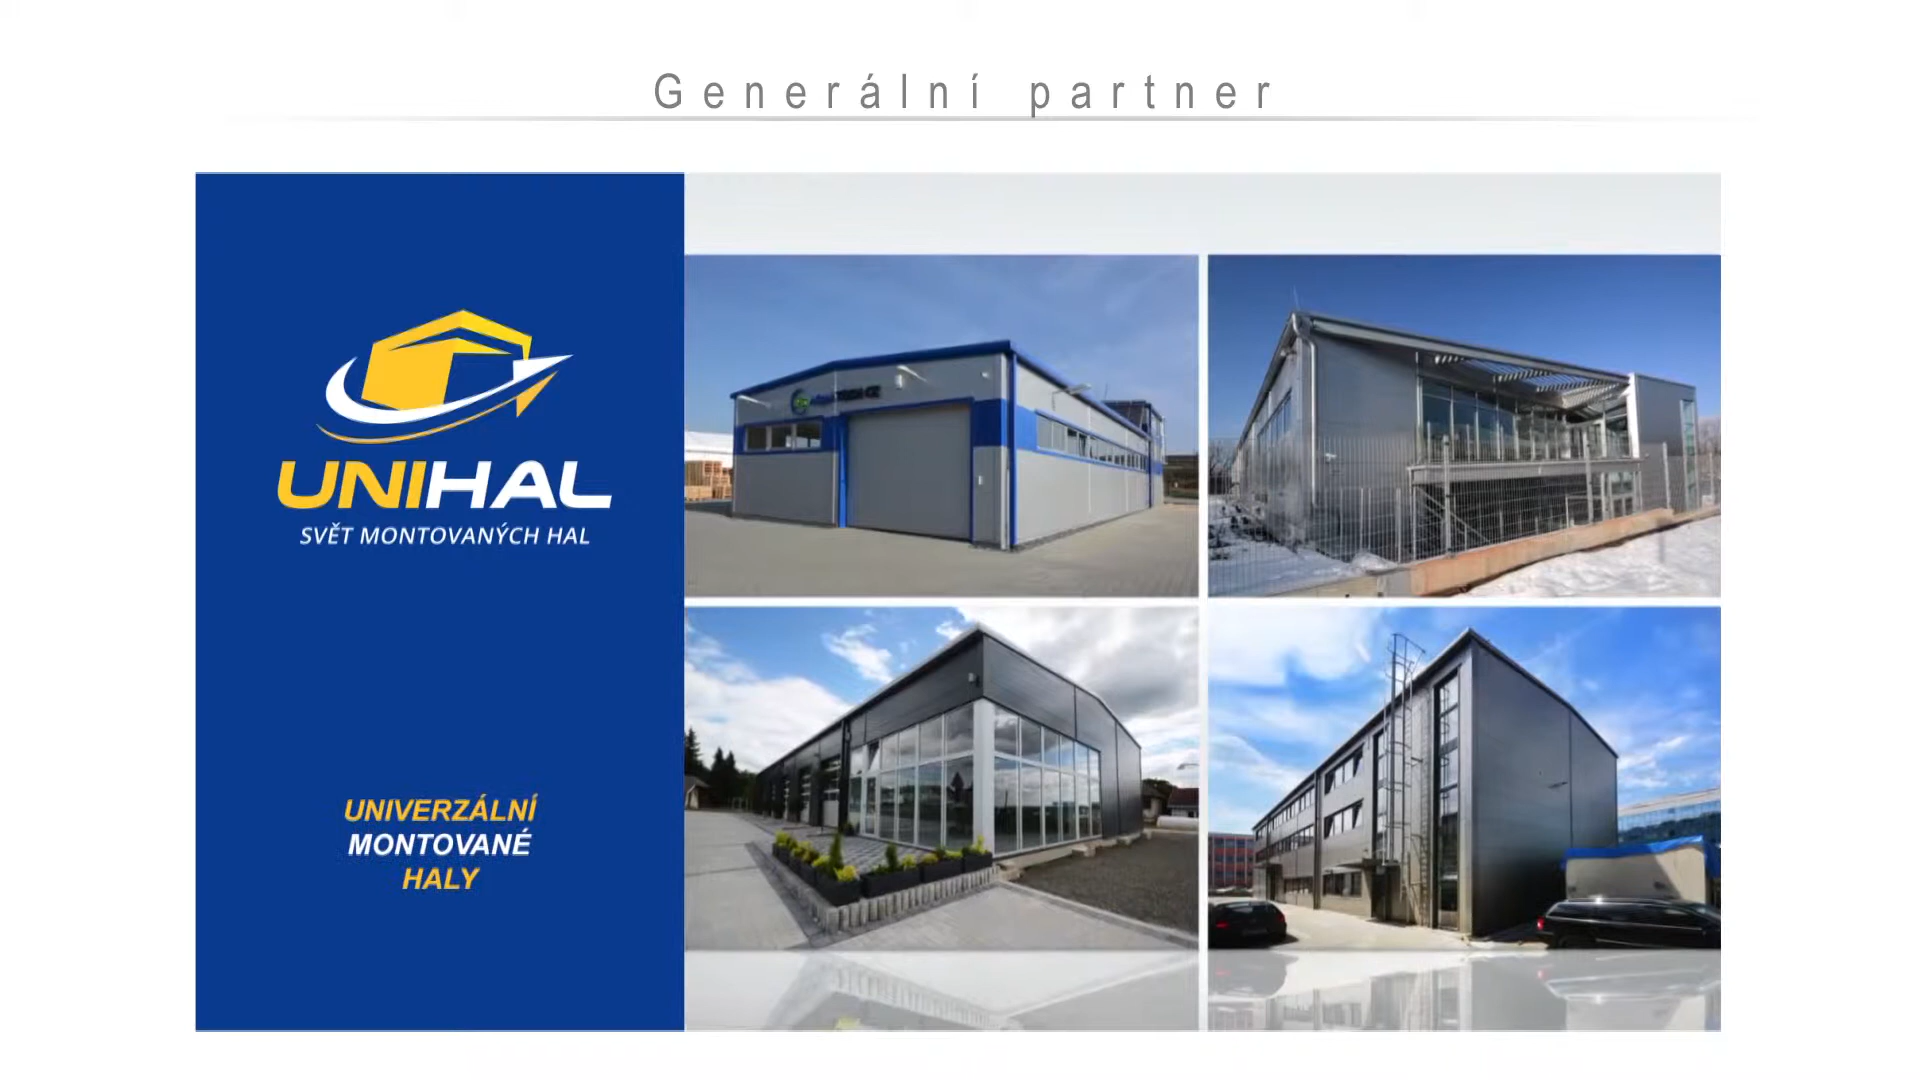 Generální partner
UNIHAL
SVĚT MONTOVANÝCH HAL
UNIVERZÁLNÍ
MONTOVANÉ
HALY